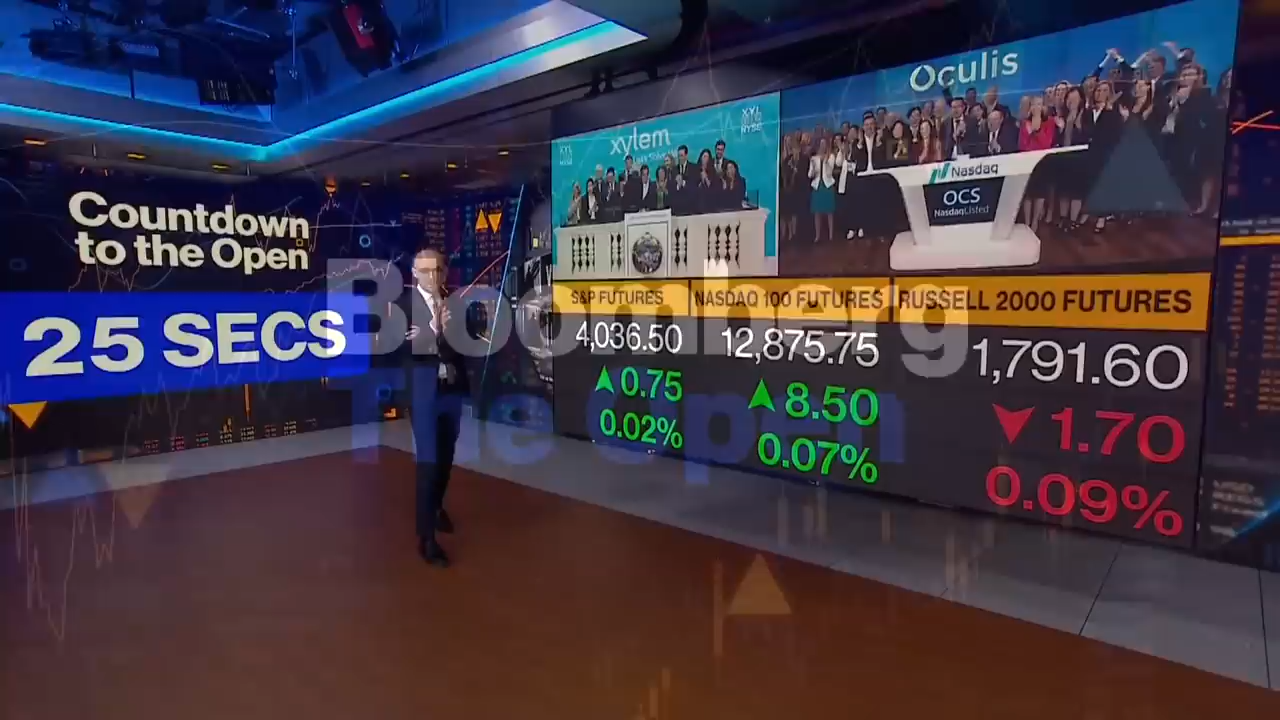 Countdown
to the Open
25 SECS
Bloomberg
The Open
xylem
XYL
NYSE
Oculis
Nasdaq
OCS
NasdaqListed
S&P FUTURES
4,036.50
0.75
0.02%
NASDAQ 100 FUTURES
12,875.75
8.50
0.07%
RUSSELL 2000 FUTURES
1,791.60
1.70
0.09%